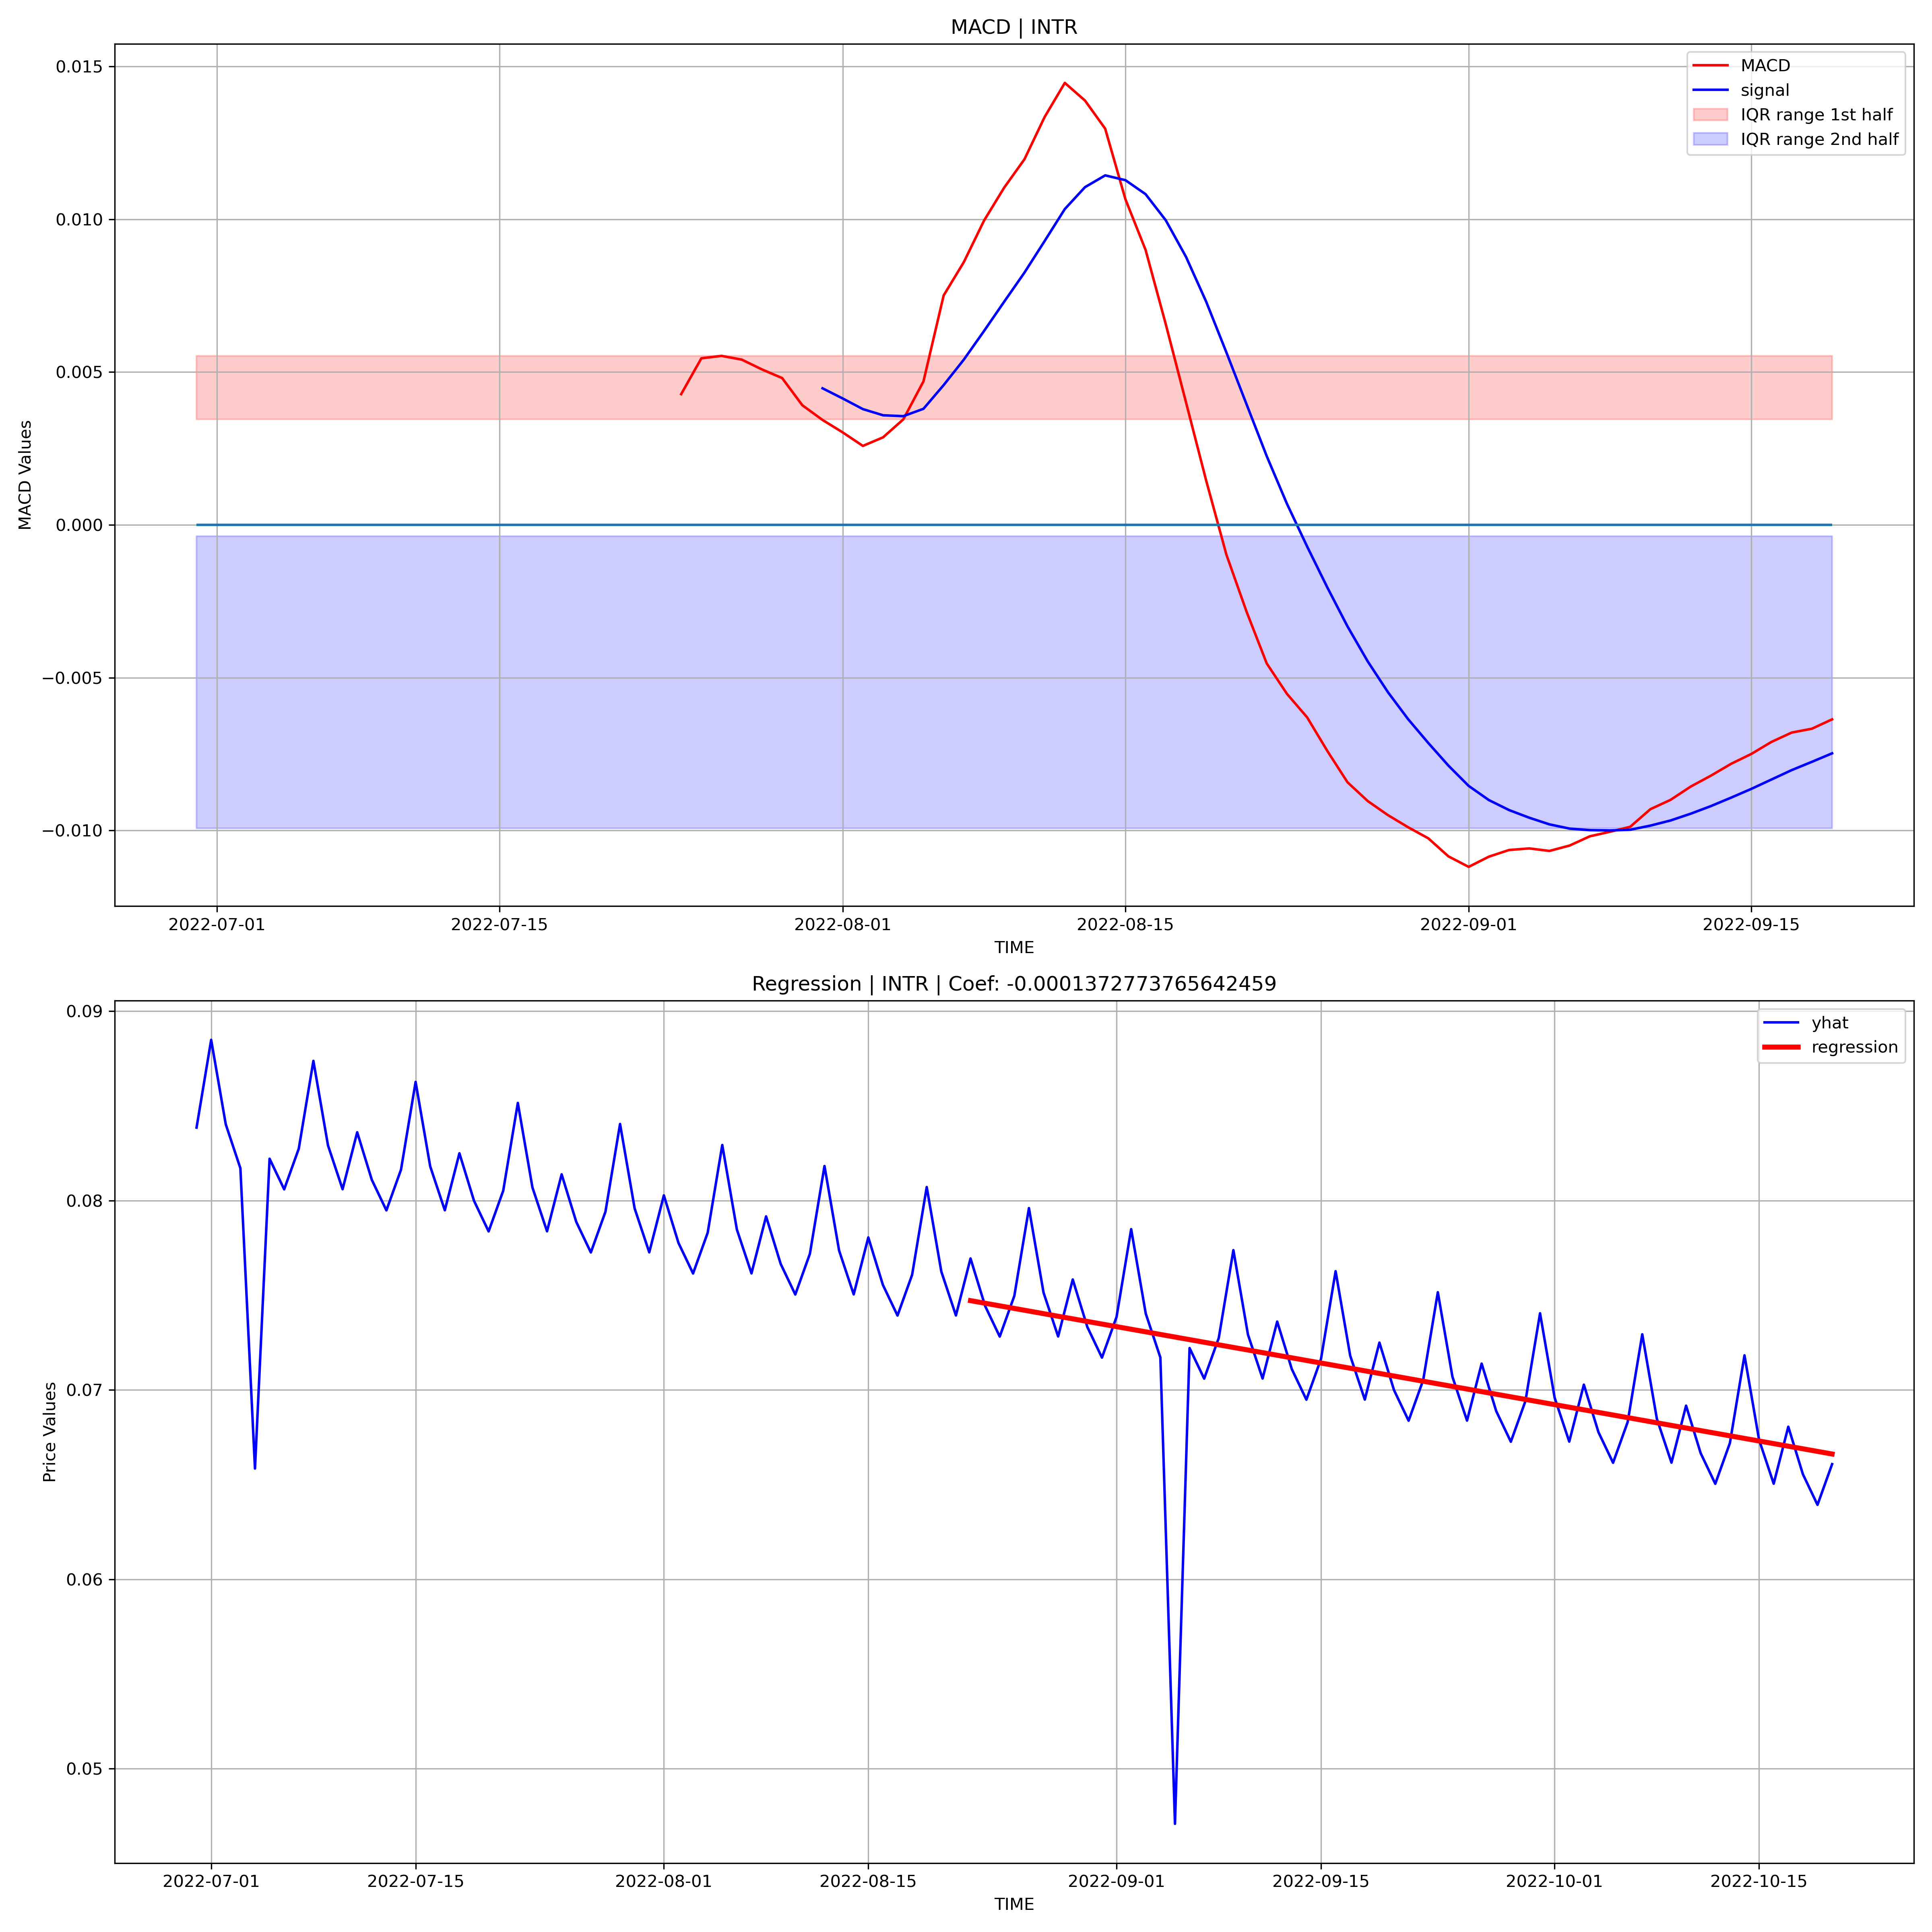 MACD | INTR
0.015
0.010
0.005
0.000
−0.005
−0.010
MACD Values
MACD
signal
IQR range 1st half
IQR range 2nd half
2022-07-01 2022-07-15 2022-08-01 2022-08-15 2022-09-01 2022-09-15
TIME
Regression | INTR | Coef: -0.0001372773765642459
0.09
0.08
0.07
0.06
0.05
Price Values
yhat
regression
2022-07-01 2022-07-15 2022-08-01 2022-08-15 2022-09-01 2022-09-15 2022-10-01 2022-10-15
TIME